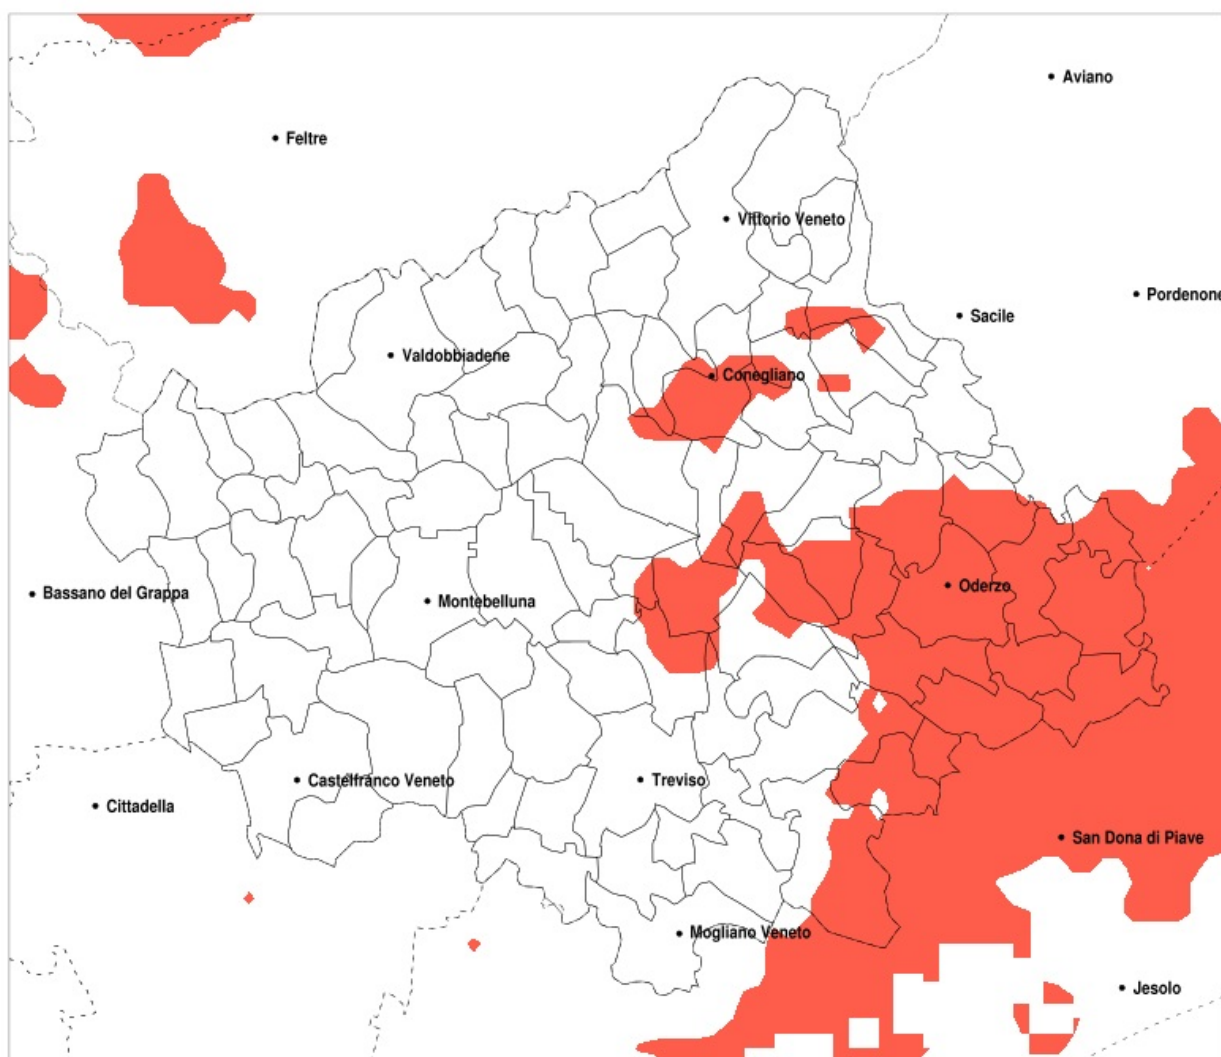 Aviano
Feltre
Vittorio Veneto
Pordenone
Sacile
Valdobbiadene
Conegliano
Oderzo
Bassano del Grappa
Montebelluna
Castelfranco Veneto
Treviso
Cittadella
San Dona di Piave
Mogliano Veneto
Jesolo